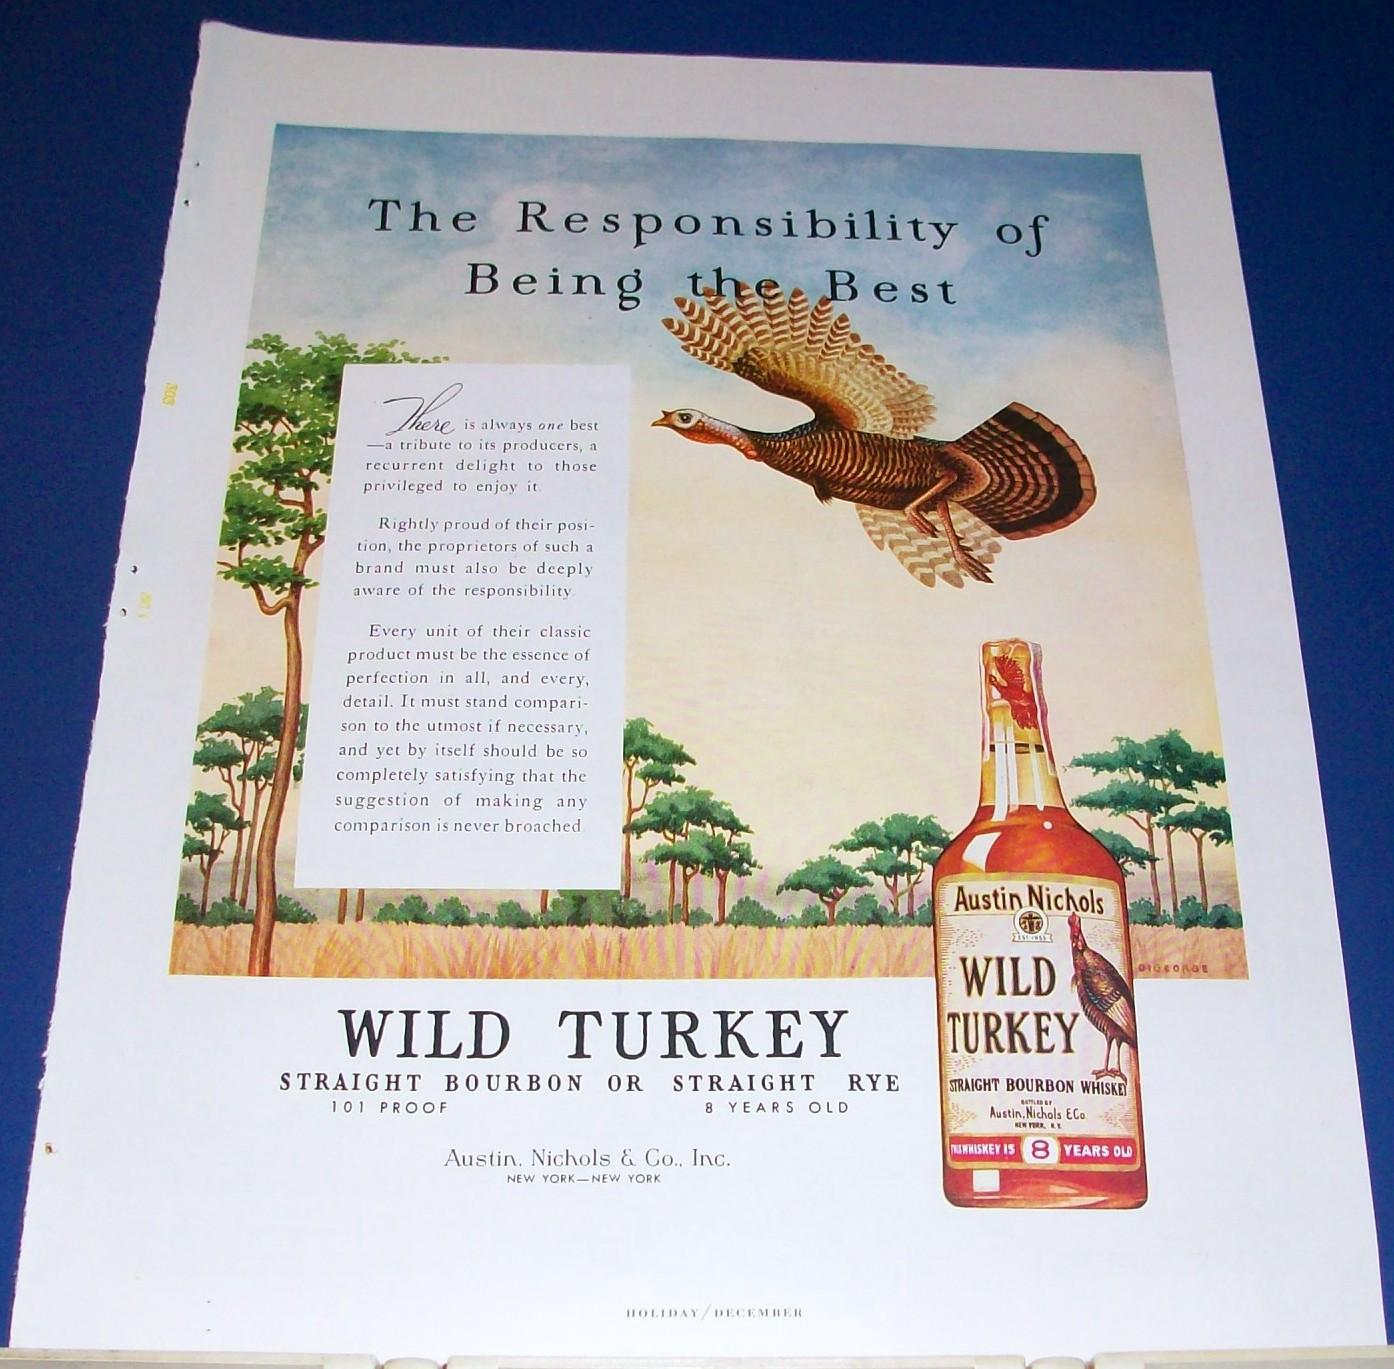 The Responsibility of
Being the Best
There is always one best
—a tribute to its producers, a
recurrent delight to those
privileged to enjoy it.
Rightly proud of their posi-
tion, the proprietors of such a
brand must also be deeply
aware of the responsibility.
Every unit of their classic
product must be the essence of
perfection in all, and every,
detail. It must stand compari-
son to the utmost if necessary,
and yet by itself should be so
completely satisfying that the
suggestion of making any
comparison is never broached.
Austin Nichols
EST. 1855
WILD
TURKEY
STRAIGHT BOURBON WHISKEY
BOTTLED BY
Austin, Nichols & Co.
NEW YORK, N.Y.
THIS WHISKEY IS 8 YEARS OLD
DIGEORGE
WILD TURKEY
STRAIGHT BOURBON OR STRAIGHT RYE
101 PROOF 8 YEARS OLD
Austin, Nichols & Co., Inc.
NEW YORK—NEW YORK
HOLIDAY/DECEMBER
303